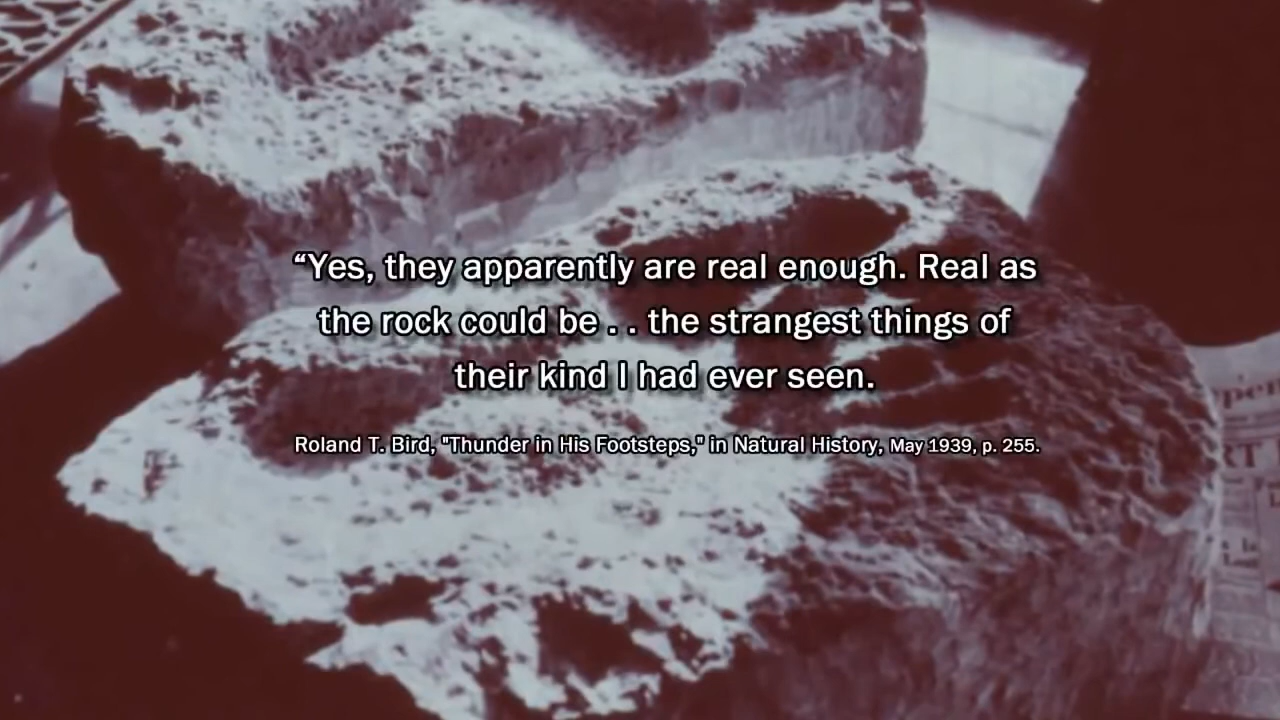 “Yes, they apparently are real enough. Real as
the rock could be . . the strangest things of
their kind I had ever seen.
Roland T. Bird, "Thunder in His Footsteps," in Natural History, May 1939, p. 255.